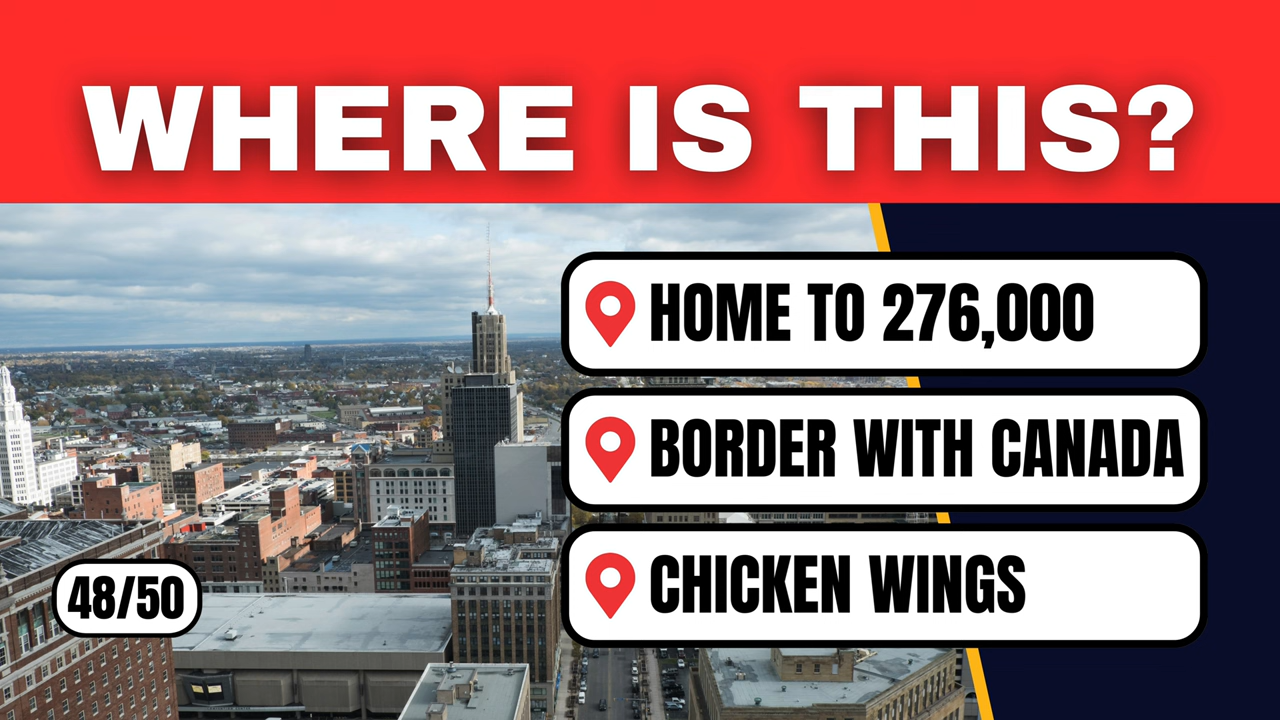 WHERE IS THIS?
HOME TO 276,000
BORDER WITH CANADA
CHICKEN WINGS
48/50